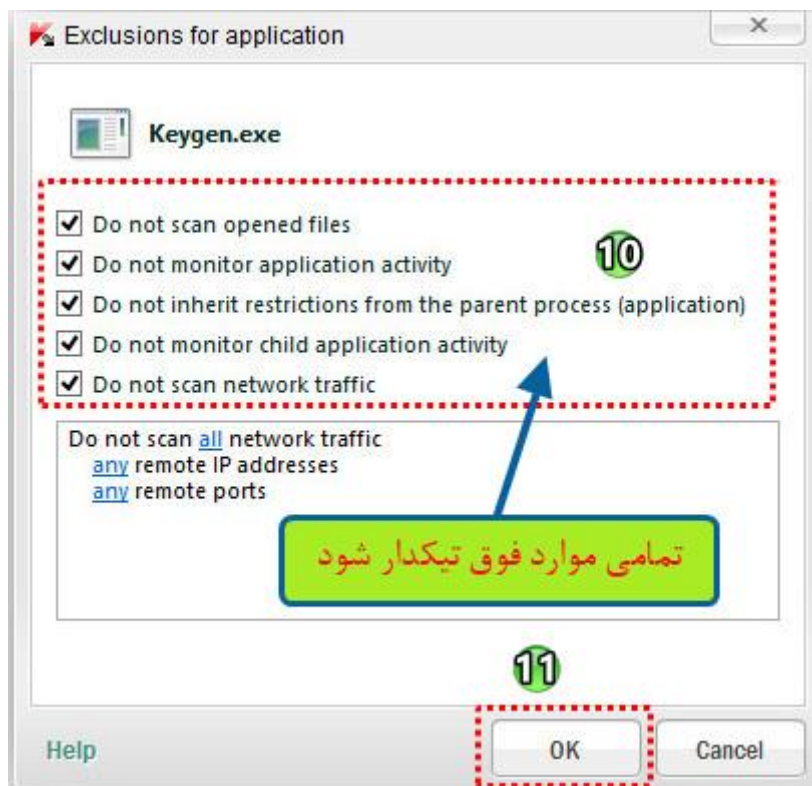 Exclusions for application
Keygen.exe
Do not scan opened files
10
Do not monitor application activity
Do not inherit restrictions from the parent process (application)
Do not monitor child application activity
Do not scan network traffic
Do not scan all network traffic
any remote IP addresses
any remote ports
تمامی موارد فوق تیکدار شود
11
Help
OK
Cancel